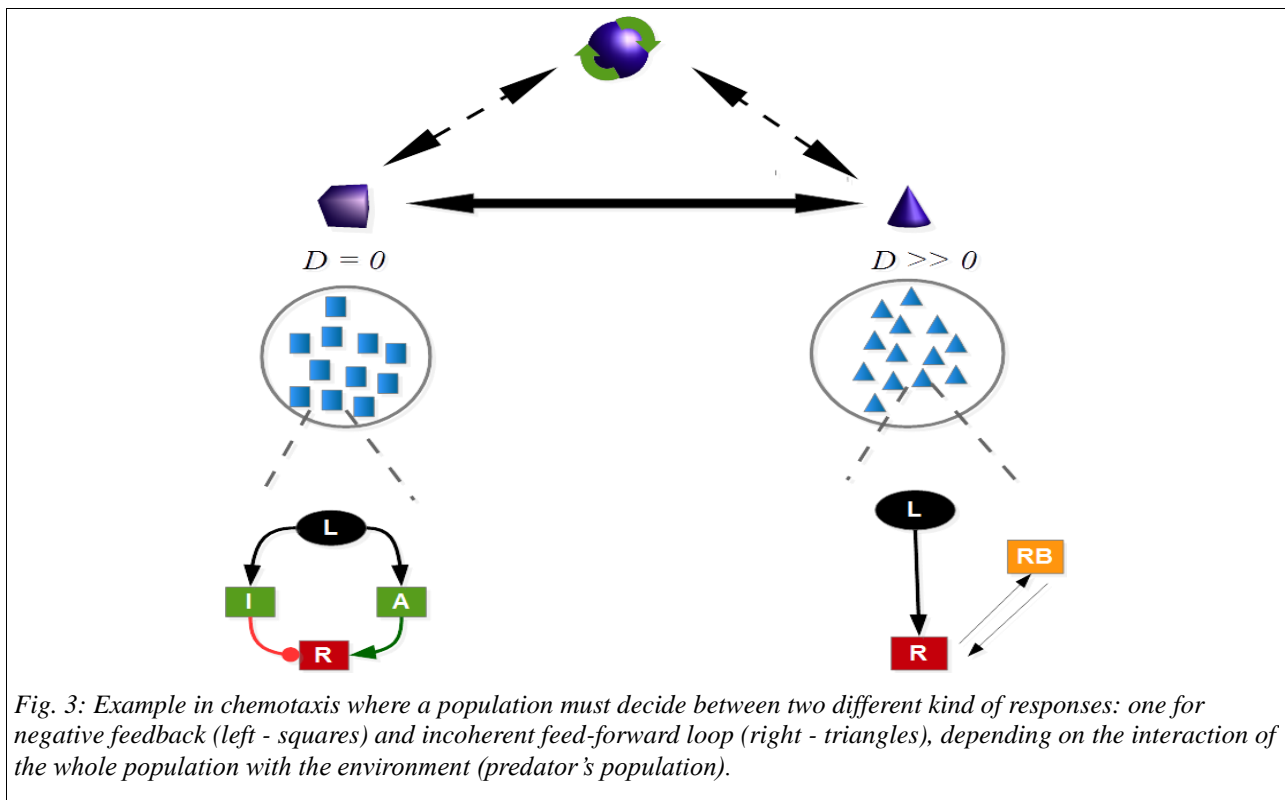 D = 0
D >> 0
L
L
RB
I
A
R
R
Fig. 3: Example in chemotaxis where a population must decide between two different kind of responses: one for
negative feedback (left - squares) and incoherent feed-forward loop (right - triangles), depending on the interaction of
the whole population with the environment (predator's population).